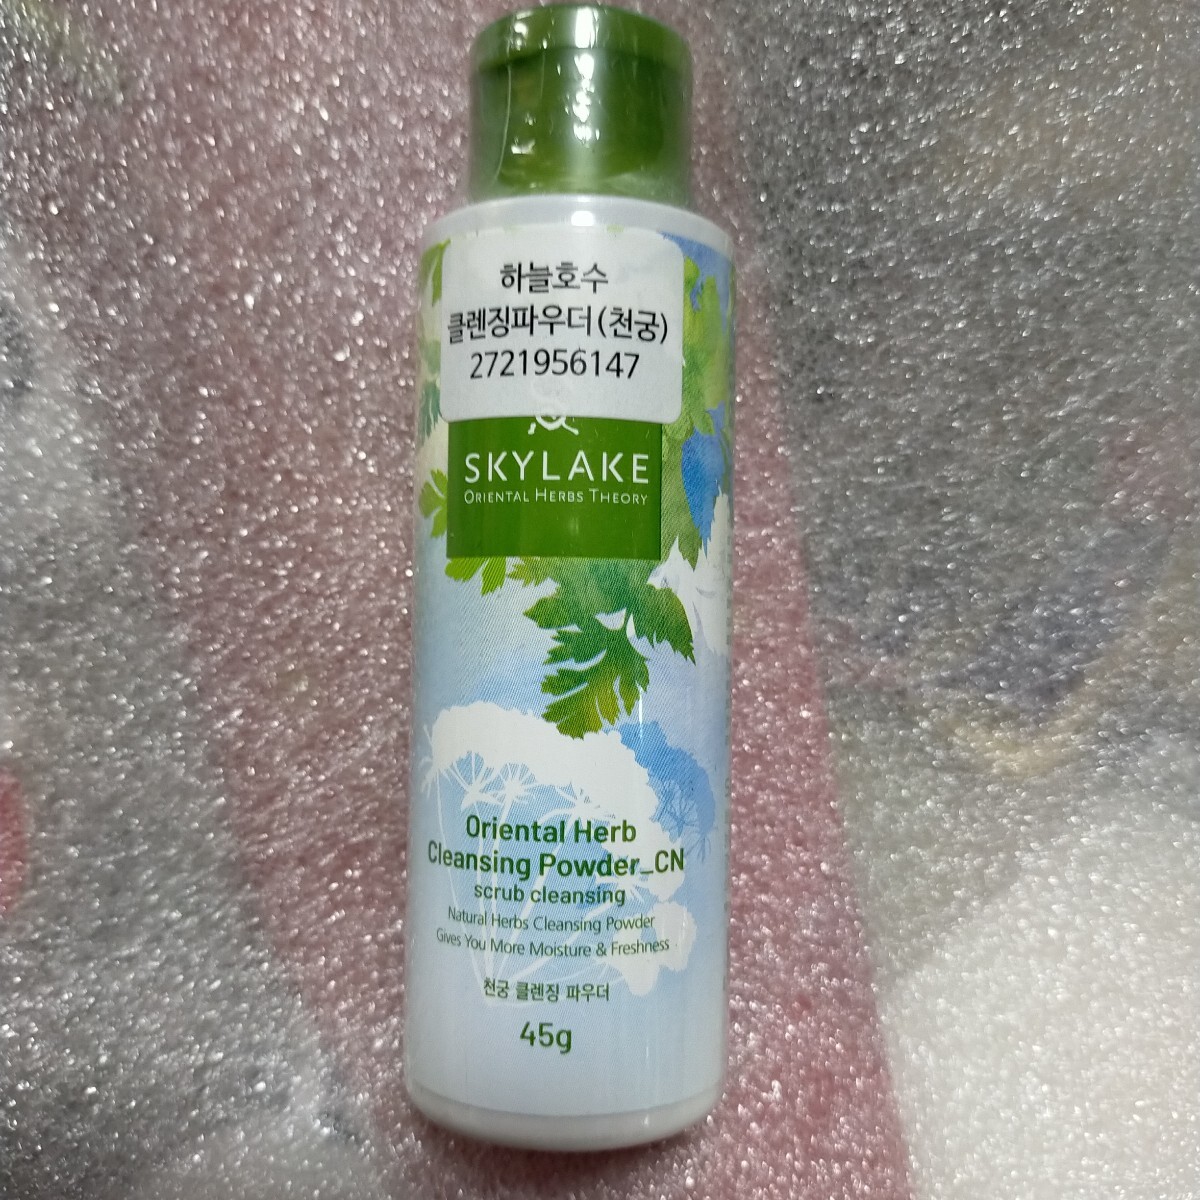 하늘호수
클렌징파우더(천궁)
2721956147
SKYLAKE
ORIENTAL HERBS THEORY
Oriental Herb
Cleansing Powder_CN
scrub cleansing
Natural Herbs Cleansing Powder
Gives You More Moisture & Freshness
천궁 클렌징 파우더
45g